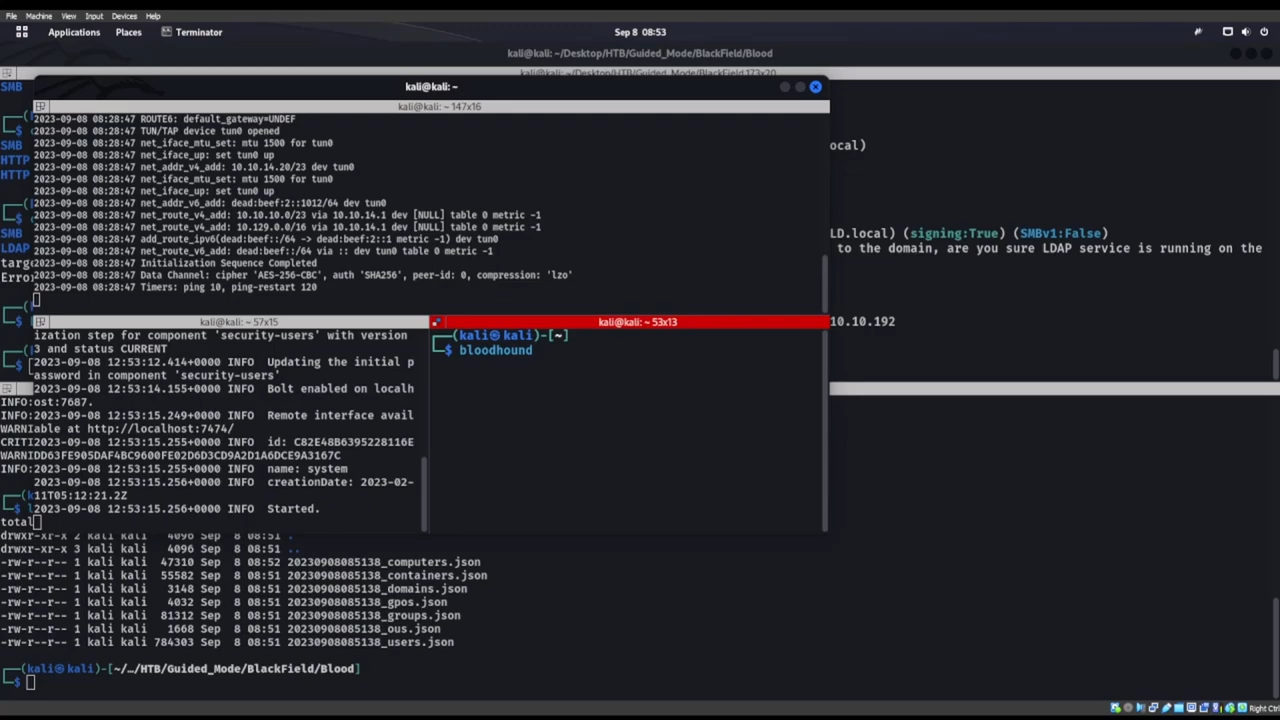 File Machine View Input Devices Help
Applications Places Terminator Sep 8 08:53
kali@kali: ~/Desktop/HTB/Guided_Mode/BlackField/Blood
kali@kali: ~/Desktop/HTB/Guided_Mode/BlackField 173x20
SMB
kali@kali: ~
kali@kali: ~ 147x16
2023-09-08 08:28:47 ROUTE6: default_gateway=UNDEF
2023-09-08 08:28:47 TUN/TAP device tun0 opened
2023-09-08 08:28:47 net_iface_mtu_set: mtu 1500 for tun0
SMB 2023-09-08 08:28:47 net_iface_up: set tun0 up ocal)
HTTP 2023-09-08 08:28:47 net_addr_v4_add: 10.10.14.20/23 dev tun0
HTTP 2023-09-08 08:28:47 net_iface_mtu_set: mtu 1500 for tun0
2023-09-08 08:28:47 net_iface_up: set tun0 up
2023-09-08 08:28:47 net_addr_v6_add: dead:beef:2::1012/64 dev tun0
2023-09-08 08:28:47 net_route_v4_add: 10.10.10.0/23 via 10.10.14.1 dev [NULL] table 0 metric -1
2023-09-08 08:28:47 net_route_v4_add: 10.129.0.0/16 via 10.10.14.1 dev [NULL] table 0 metric -1
SMB 2023-09-08 08:28:47 add_route_ipv6(dead:beef::/64 -> dead:beef:2::1 metric -1) dev tun0 LD.local) (signing:True) (SMBv1:False)
LDAP 2023-09-08 08:28:47 net_route_v6_add: dead:beef::/64 via :: dev tun0 table 0 metric -1 to the domain, are you sure LDAP service is running on the
targe 2023-09-08 08:28:47 Initialization Sequence Completed
Erro 2023-09-08 08:28:47 Data Channel: cipher 'AES-256-CBC', auth 'SHA256', peer-id: 0, compression: 'lzo'
2023-09-08 08:28:47 Timers: ping 10, ping-restart 120
kali@kali: ~ 57x15 kali@kali: ~ 53x13 10.10.192
ization step for component 'security-users' with version
3 and status CURRENT
2023-09-08 12:53:12.414+0000 INFO Updating the initial p
assword in component 'security-users'
2023-09-08 12:53:14.155+0000 INFO Bolt enabled on localh
INFO: ost:7687.
INFO: 2023-09-08 12:53:15.249+0000 INFO Remote interface avail
WARN able at http://localhost:7474/
CRITI 2023-09-08 12:53:15.255+0000 INFO id: C82E48B6395228116E
WARN DD63FE905DAF4BC9600FE02D6D3CD9A2D1A6DCE9A3167C
INFO: 2023-09-08 12:53:15.255+0000 INFO name: system
2023-09-08 12:53:15.256+0000 INFO creationDate: 2023-02-
11T05:12:21.2Z
2023-09-08 12:53:15.256+0000 INFO Started.
(kali㉿kali)-[~]
$ bloodhound
total
drwxr-xr-x 2 kali kali 4096 Sep 8 08:51 .
drwxr-xr-x 3 kali kali 4096 Sep 8 08:51 ..
-rw-r--r-- 1 kali kali 47310 Sep 8 08:52 20230908085138_computers.json
-rw-r--r-- 1 kali kali 55582 Sep 8 08:51 20230908085138_containers.json
-rw-r--r-- 1 kali kali 3148 Sep 8 08:51 20230908085138_domains.json
-rw-r--r-- 1 kali kali 4032 Sep 8 08:51 20230908085138_gpos.json
-rw-r--r-- 1 kali kali 81312 Sep 8 08:51 20230908085138_groups.json
-rw-r--r-- 1 kali kali 1668 Sep 8 08:51 20230908085138_ous.json
-rw-r--r-- 1 kali kali 784303 Sep 8 08:51 20230908085138_users.json
(kali㉿kali)-[~/…/HTB/Guided_Mode/BlackField/Blood]
$
Right Ctrl